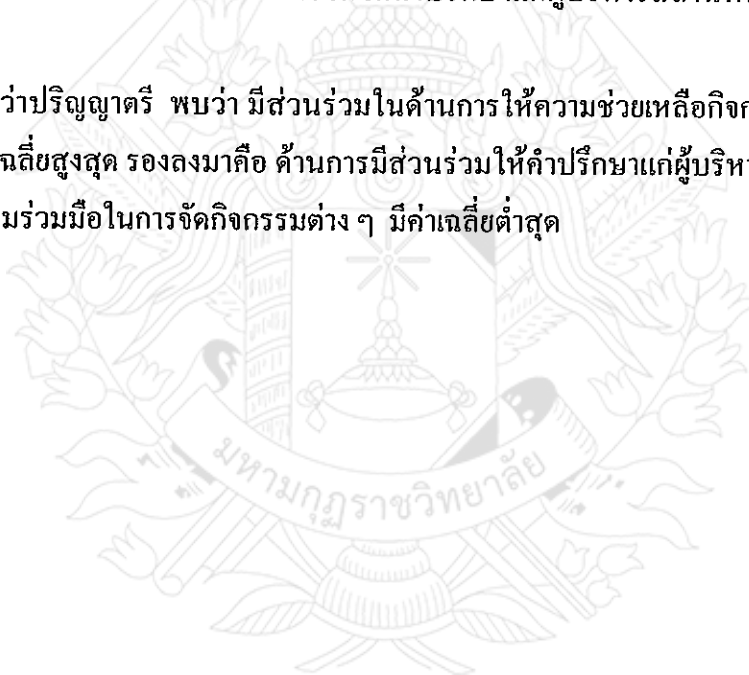 ว่าปริญญาตรี พบว่า มีส่วนร่วมในด้านการให้ความช่วยเหลือกิจก
ฉลี่ยสูงสุด รองลงมาคือ ด้านการมีส่วนร่วมให้คำปรึกษาแก่ผู้บริหา
มร่วมมือในการจัดกิจกรรมต่าง ๆ มีค่าเฉลี่ยต่ำสุด
มหามกุฏราชวิทยาลัย